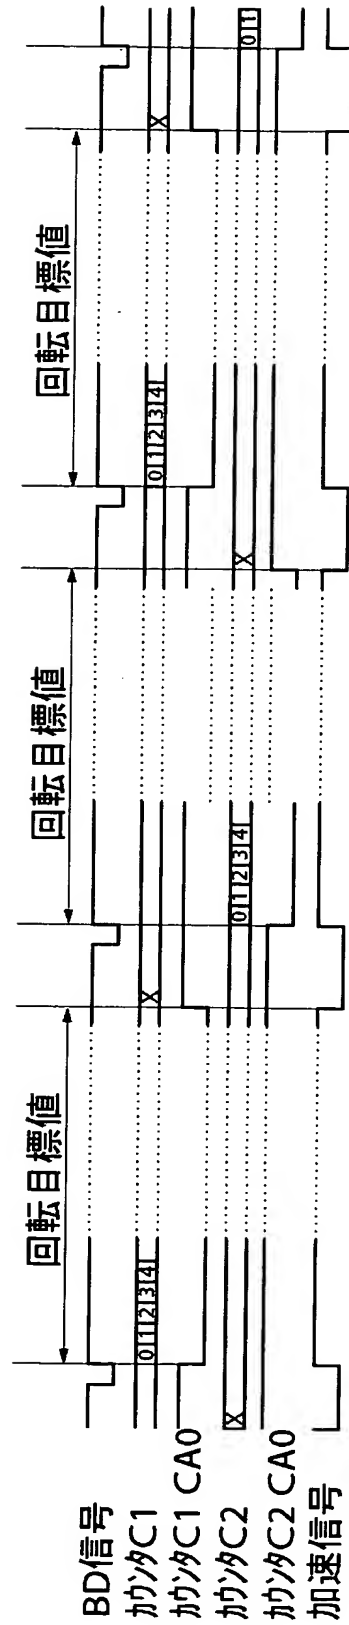 回転目標値
回転目標値
回転目標値
BD信号
カウンタC1
0 1 2 3 4
X
0 1 2 3 4
X
カウンタC1 CA0
カウンタC2
X
0 1 2 3 4
X
0 1
カウンタC2 CA0
加速信号